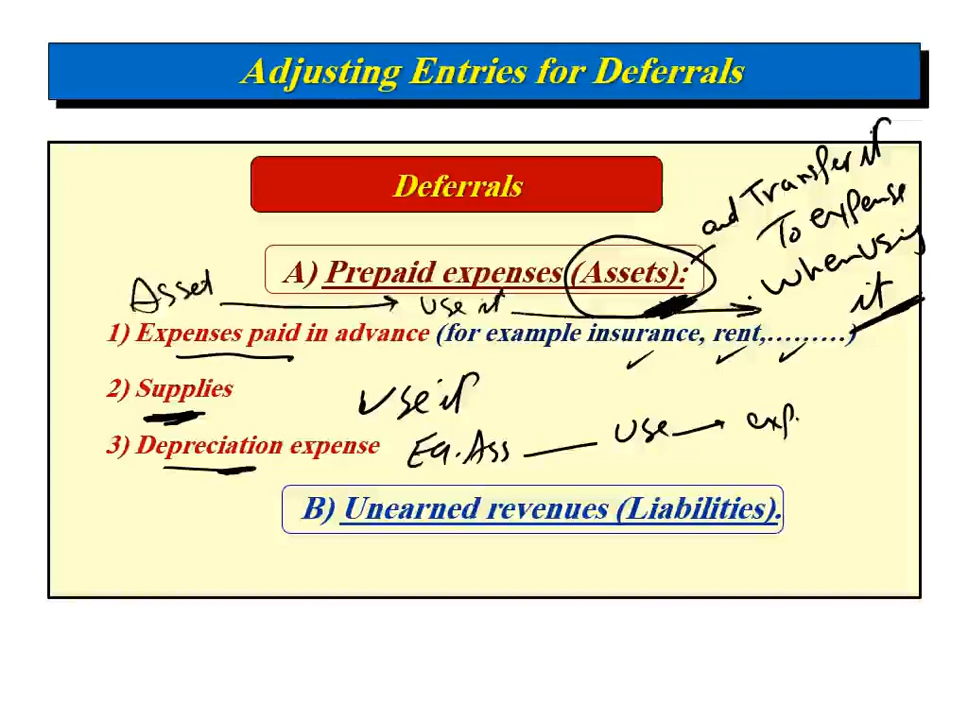 Adjusting Entries for Deferrals
Deferrals
and Transfer it
To expense
when using
it
A) Prepaid expenses (Assets):
Asset use it
1) Expenses paid in advance (for example insurance, rent,………)
2) Supplies
use it
3) Depreciation expense
Eq. Ass use exp.
B) Unearned revenues (Liabilities).